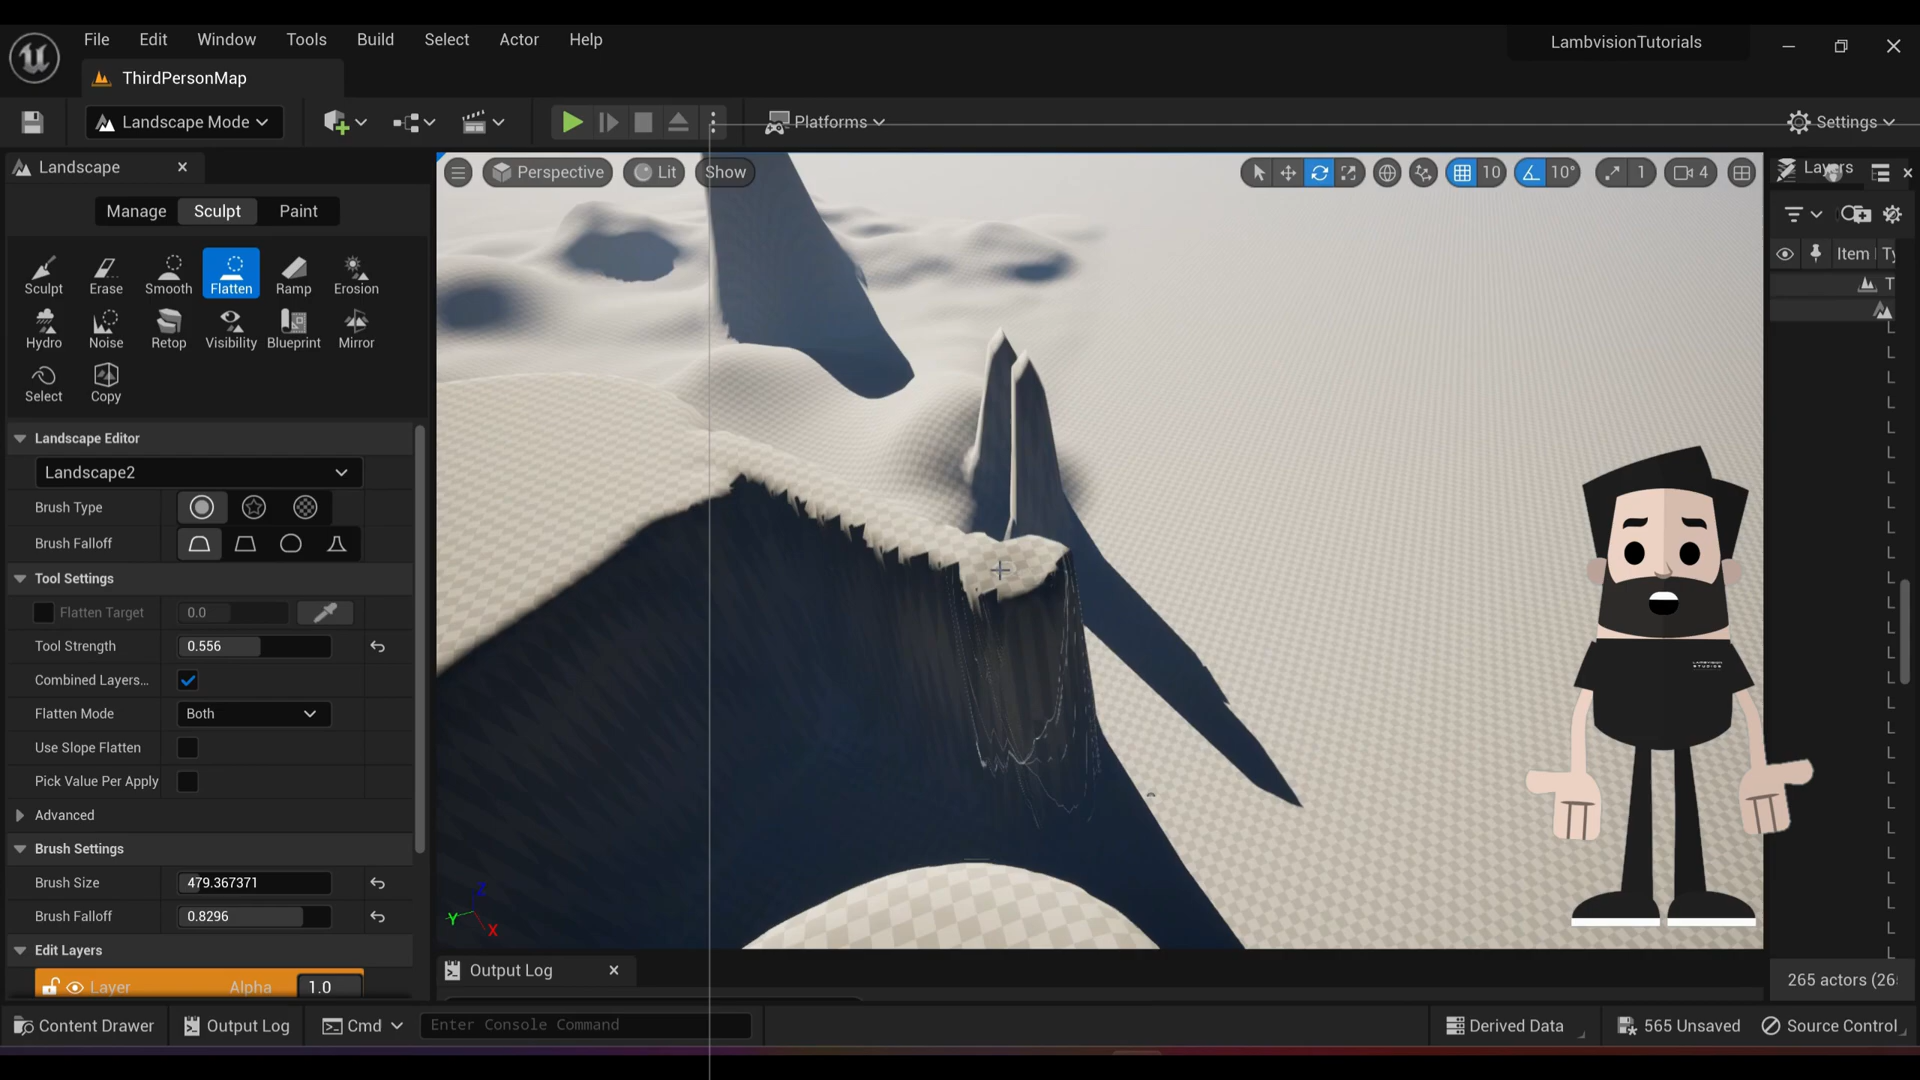 File Edit Window Tools Build Select Actor Help
LambvisionTutorials
ThirdPersonMap
Landscape Mode
Platforms
Settings
Landscape
Perspective Lit Show
10 10° 1 4
Layers
Manage Sculpt Paint
Sculpt Erase Smooth Flatten Ramp Erosion
Hydro Noise Retop Visibility Blueprint Mirror
Select Copy
Item Ty
T
Landscape Editor
Landscape2
Brush Type
Brush Falloff
Tool Settings
Flatten Target 0.0
Tool Strength 0.556
Combined Layers...
Flatten Mode Both
Use Slope Flatten
Pick Value Per Apply
Advanced
Brush Settings
Brush Size 479.367371
Brush Falloff 0.8296
Edit Layers
Layer Alpha 1.0
Z
Y
X
LAMBVISION
STUDIOS
Output Log
265 actors (265
Content Drawer Output Log Cmd Enter Console Command
Derived Data 565 Unsaved Source Control